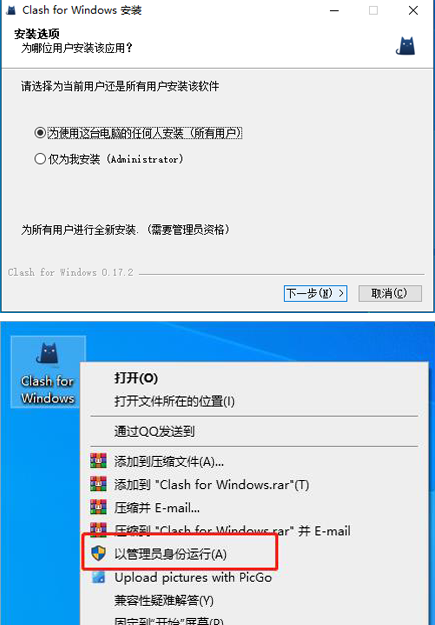 Clash for Windows 安装
安装选项
为哪位用户安装该应用?
请选择为当前用户还是所有用户安装该软件
为使用这台电脑的任何人安装 (所有用户)
仅为我安装 (Administrator)
为所有用户进行全新安装. (需要管理员资格)
Clash for Windows 0.17.2
下一步(N) >
取消(C)
Clash for
Windows
打开(O)
打开文件所在的位置(I)
通过QQ发送到
添加到压缩文件(A)...
添加到 "Clash for Windows.rar"(T)
压缩并 E-mail...
压缩到 "Clash for Windows.rar" 并 E-mail
以管理员身份运行(A)
Upload pictures with PicGo
兼容性疑难解答(Y)
固定到"开始"屏幕(P)